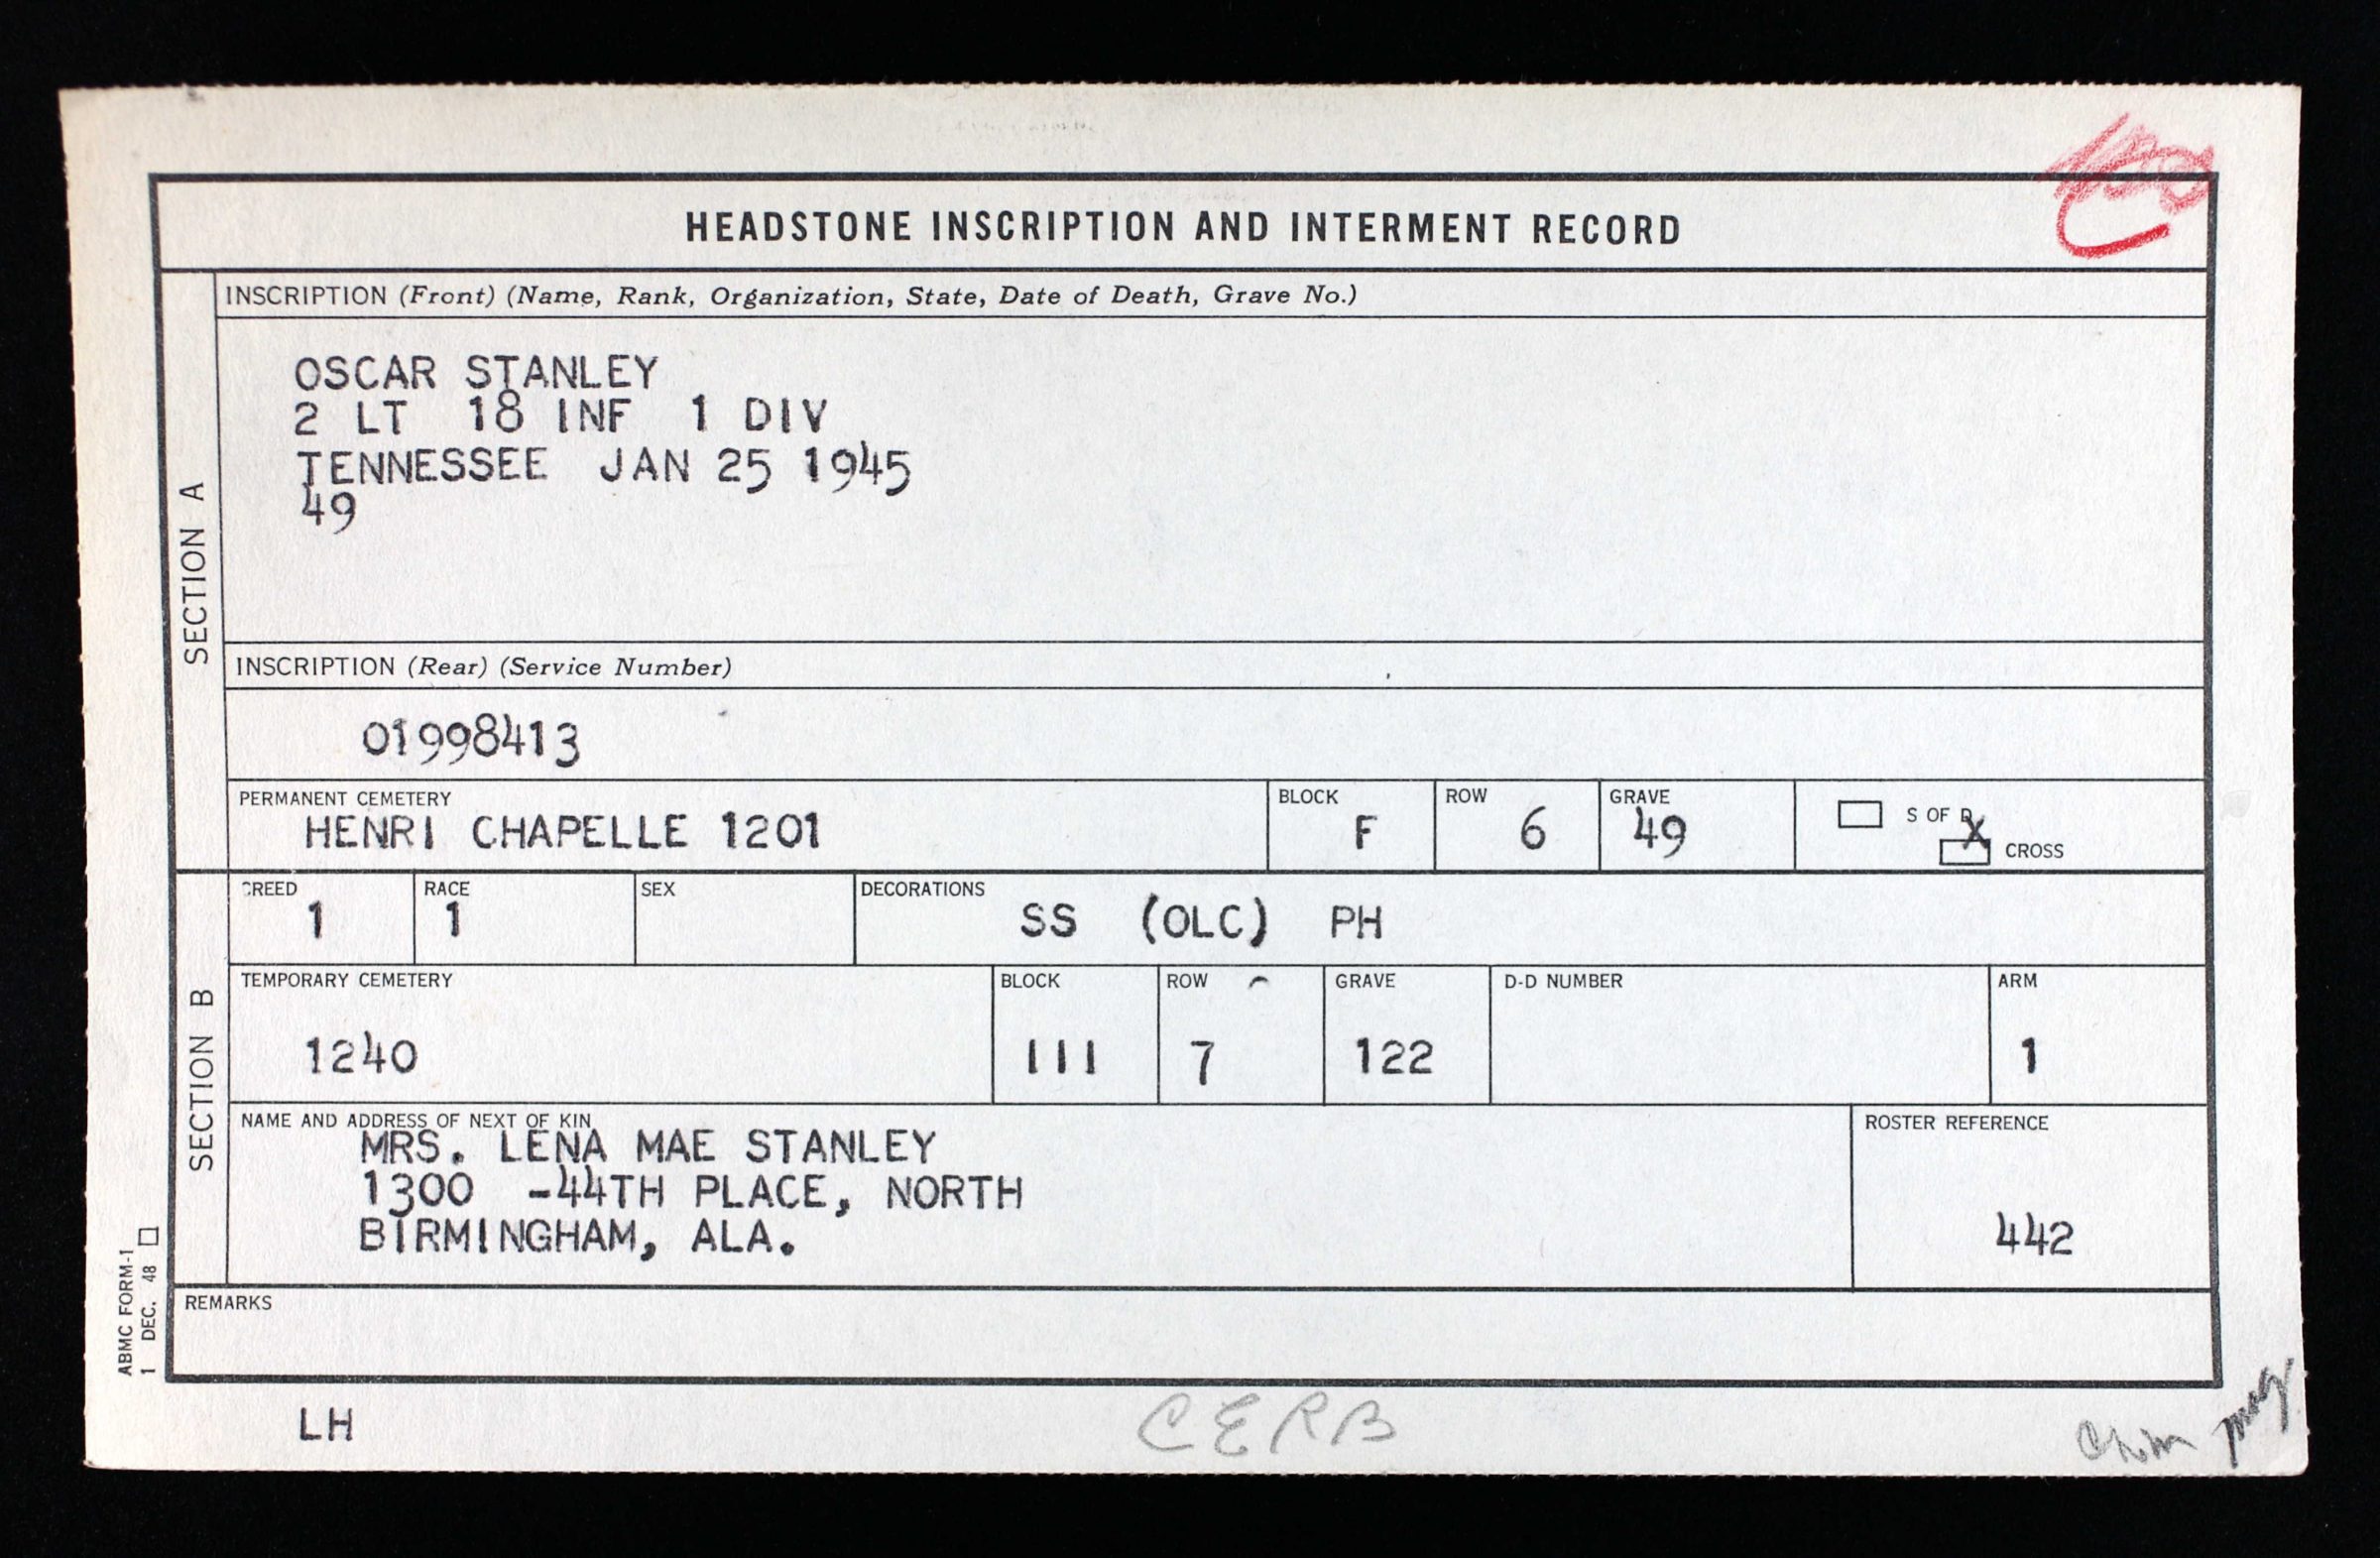 HEADSTONE INSCRIPTION AND INTERMENT RECORD
SECTION A
INSCRIPTION (Front) (Name, Rank, Organization, State, Date of Death, Grave No.)
OSCAR STANLEY
2 LT 18 INF 1 DIV
TENNESSEE JAN 25 1945
49
INSCRIPTION (Rear) (Service Number)
01998413
PERMANENT CEMETERY
HENRI CHAPELLE 1201
BLOCK
F
ROW
6
GRAVE
49
S OF D
X
CROSS
SECTION B
CREED
1
RACE
1
SEX
DECORATIONS
SS (OLC) PH
TEMPORARY CEMETERY
1240
BLOCK
111
ROW
7
GRAVE
122
D-D NUMBER
ARM
1
NAME AND ADDRESS OF NEXT OF KIN
MRS. LENA MAE STANLEY
1300 -44TH PLACE, NORTH
BIRMINGHAM, ALA.
ROSTER REFERENCE
442
REMARKS
ABMC FORM-1
1 DEC. 48
LH
CERB